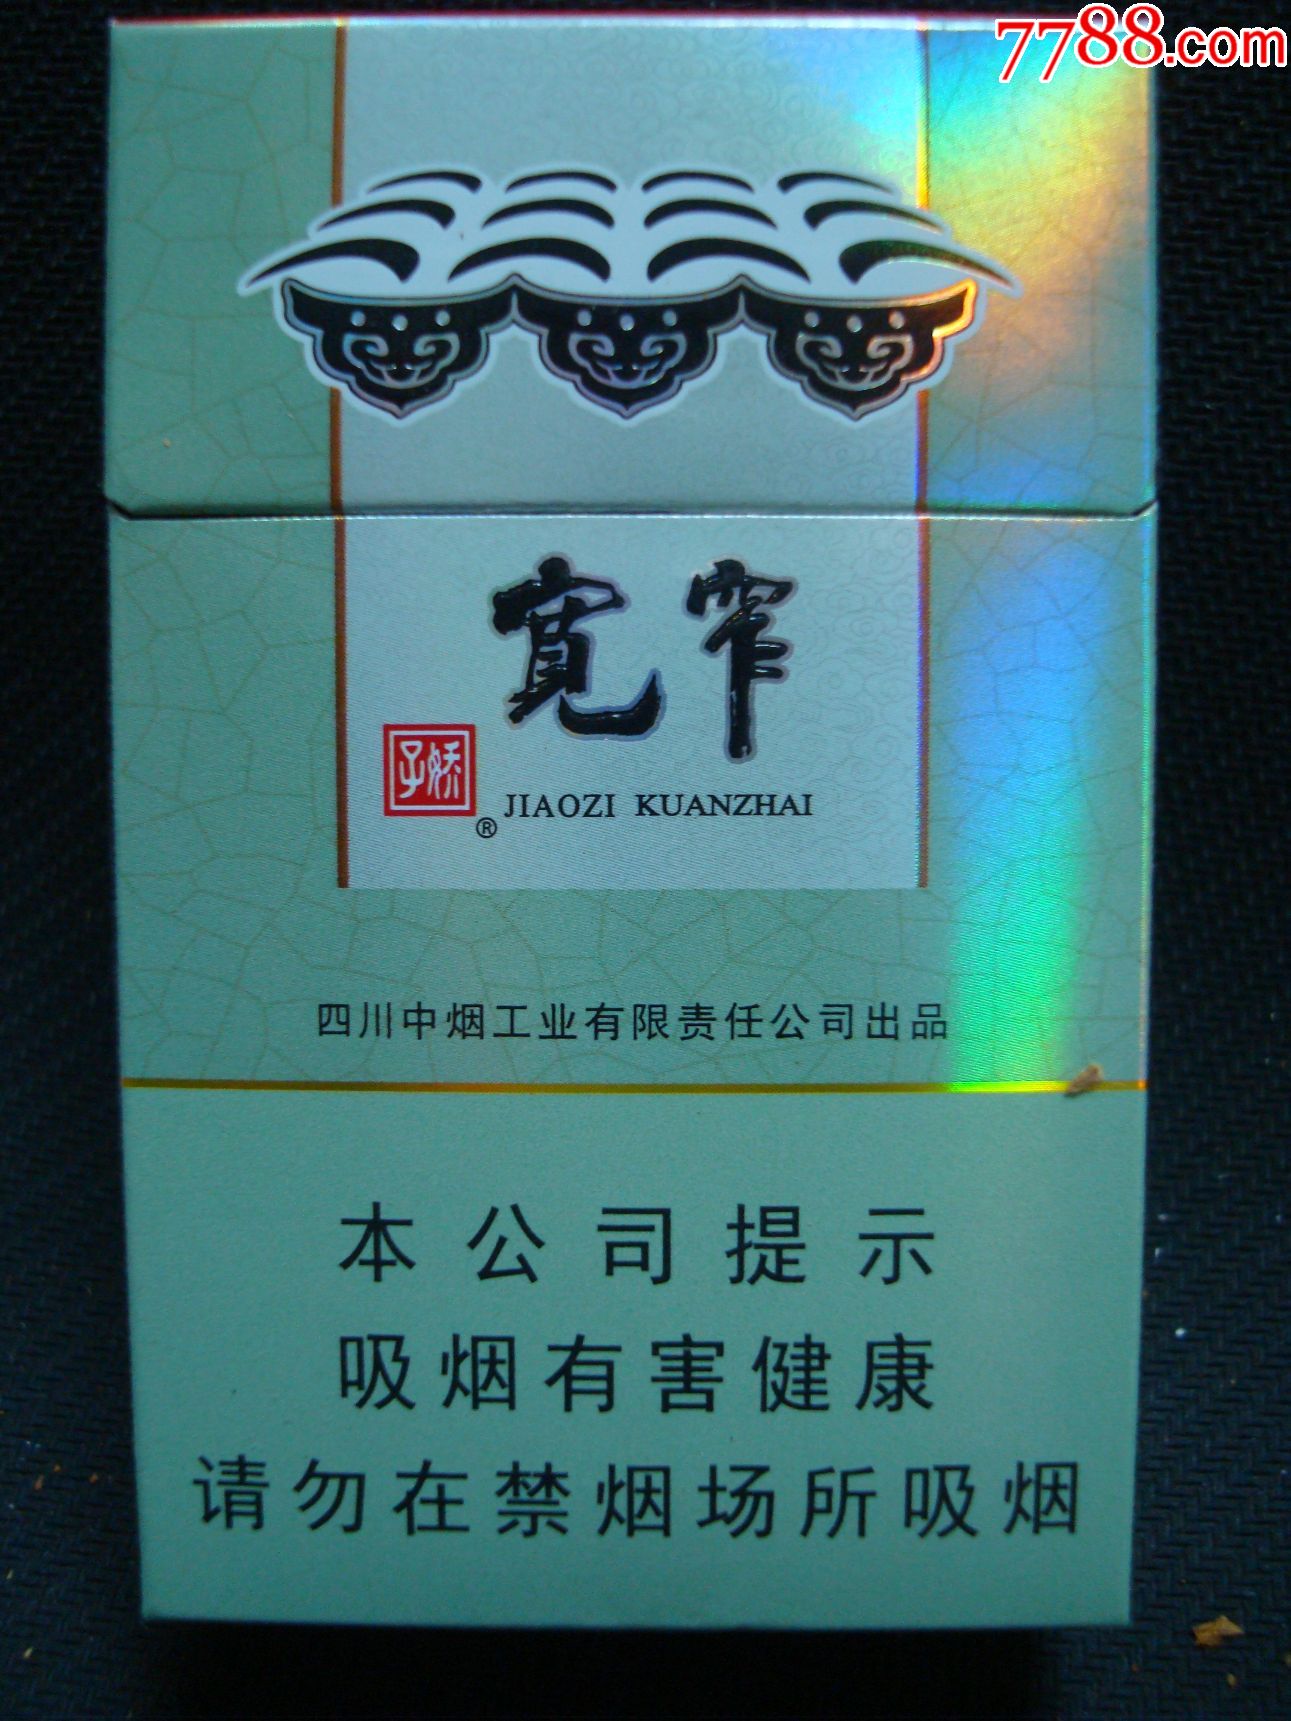 7788.com
宽窄
娇子
® JIAOZI KUANZHAI
四川中烟工业有限责任公司出品
本公司提示
吸烟有害健康
请勿在禁烟场所吸烟